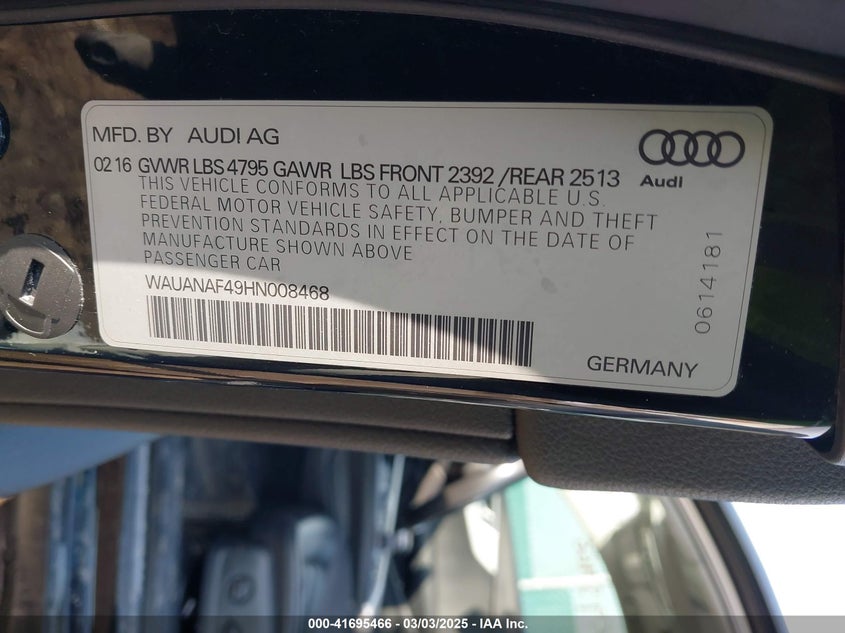 MFD. BY AUDI AG
02 16 GVWR LBS 4795 GAWR LBS FRONT 2392 /REAR 2513
THIS VEHICLE CONFORMS TO ALL APPLICABLE U.S.
FEDERAL MOTOR VEHICLE SAFETY, BUMPER AND THEFT
PREVENTION STANDARDS IN EFFECT ON THE DATE OF
MANUFACTURE SHOWN ABOVE
PASSENGER CAR
WAUANAF49HN008468
Audi
0614181
GERMANY
000-41695466 - 03/03/2025 - IAA Inc.